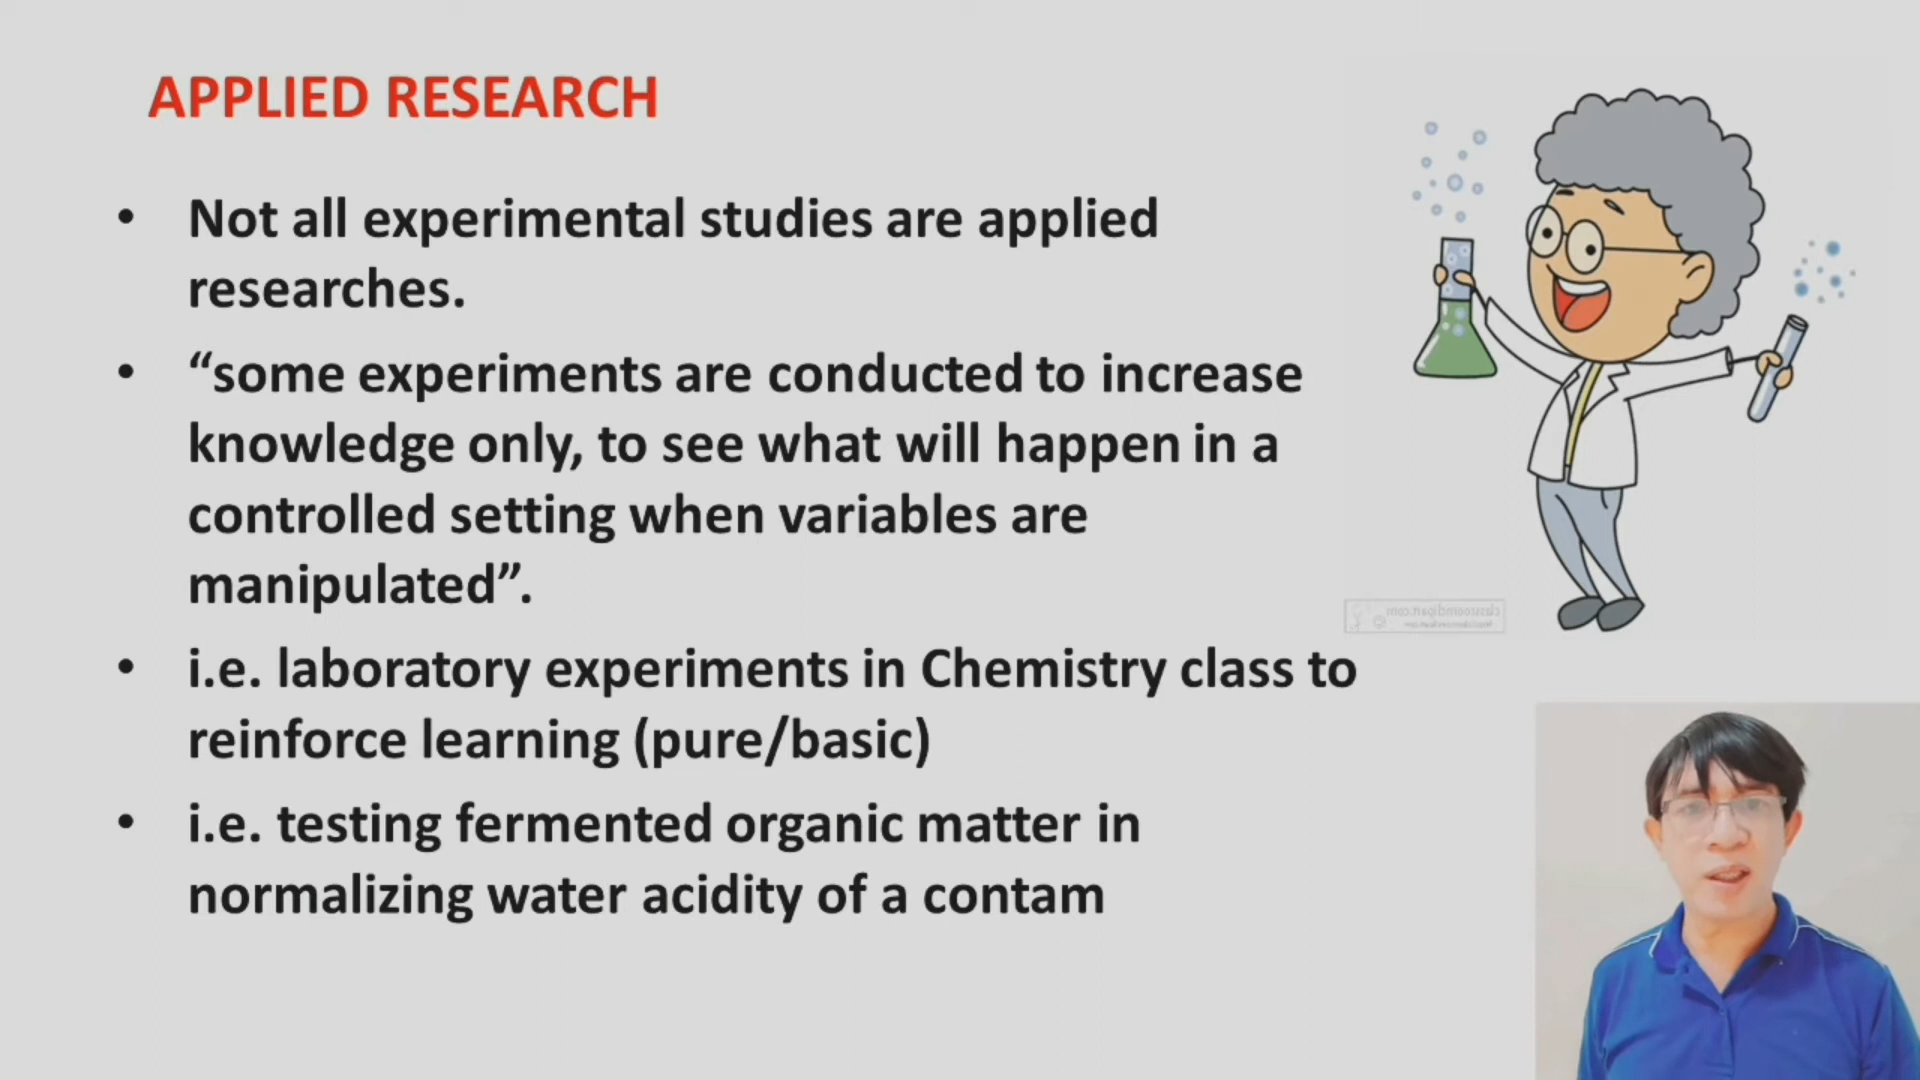 APPLIED RESEARCH
• Not all experimental studies are applied
researches.
• “some experiments are conducted to increase
knowledge only, to see what will happen in a
controlled setting when variables are
manipulated”.
• i.e. laboratory experiments in Chemistry class to
reinforce learning (pure/basic)
• i.e. testing fermented organic matter in
normalizing water acidity of a contam
classroomclipart.com